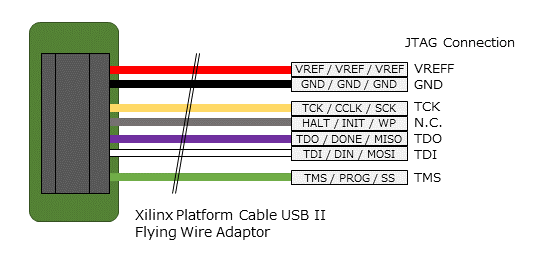 JTAG Connection
VREF / VREF / VREF VREFF
GND / GND / GND GND
TCK / CCLK / SCK TCK
HALT / INIT / WP N.C.
TDO / DONE / MISO TDO
TDI / DIN / MOSI TDI
TMS / PROG / SS TMS
Xilinx Platform Cable USB II
Flying Wire Adaptor